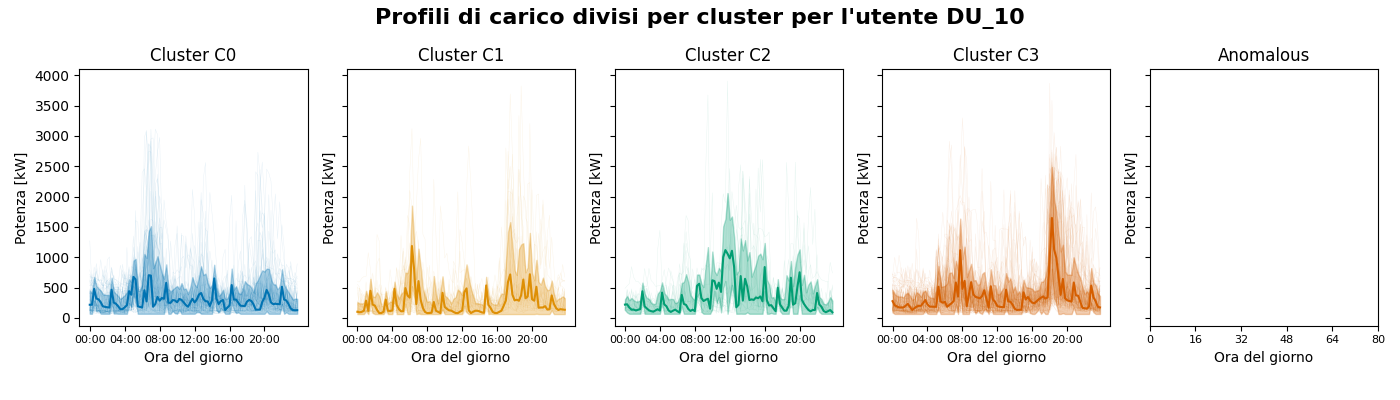 Profili di carico divisi per cluster per l'utente DU_10
Cluster C0
Cluster C1
Cluster C2
Cluster C3
Anomalous
4000
3500
3000
2500
2000
1500
1000
500
0
Potenza [kW]
Potenza [kW]
Potenza [kW]
Potenza [kW]
Potenza [kW]
00:00 04:00 08:00 12:00 16:00 20:00
00:00 04:00 08:00 12:00 16:00 20:00
00:00 04:00 08:00 12:00 16:00 20:00
00:00 04:00 08:00 12:00 16:00 20:00
0 16 32 48 64 80
Ora del giorno
Ora del giorno
Ora del giorno
Ora del giorno
Ora del giorno